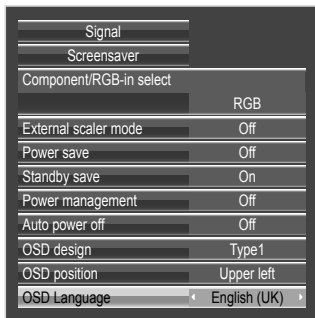 Signal
Screensaver
Component/RGB-in select
RGB
External scaler mode Off
Power save Off
Standby save On
Power management Off
Auto power off Off
OSD design Type1
OSD position Upper left
OSD Language English (UK)